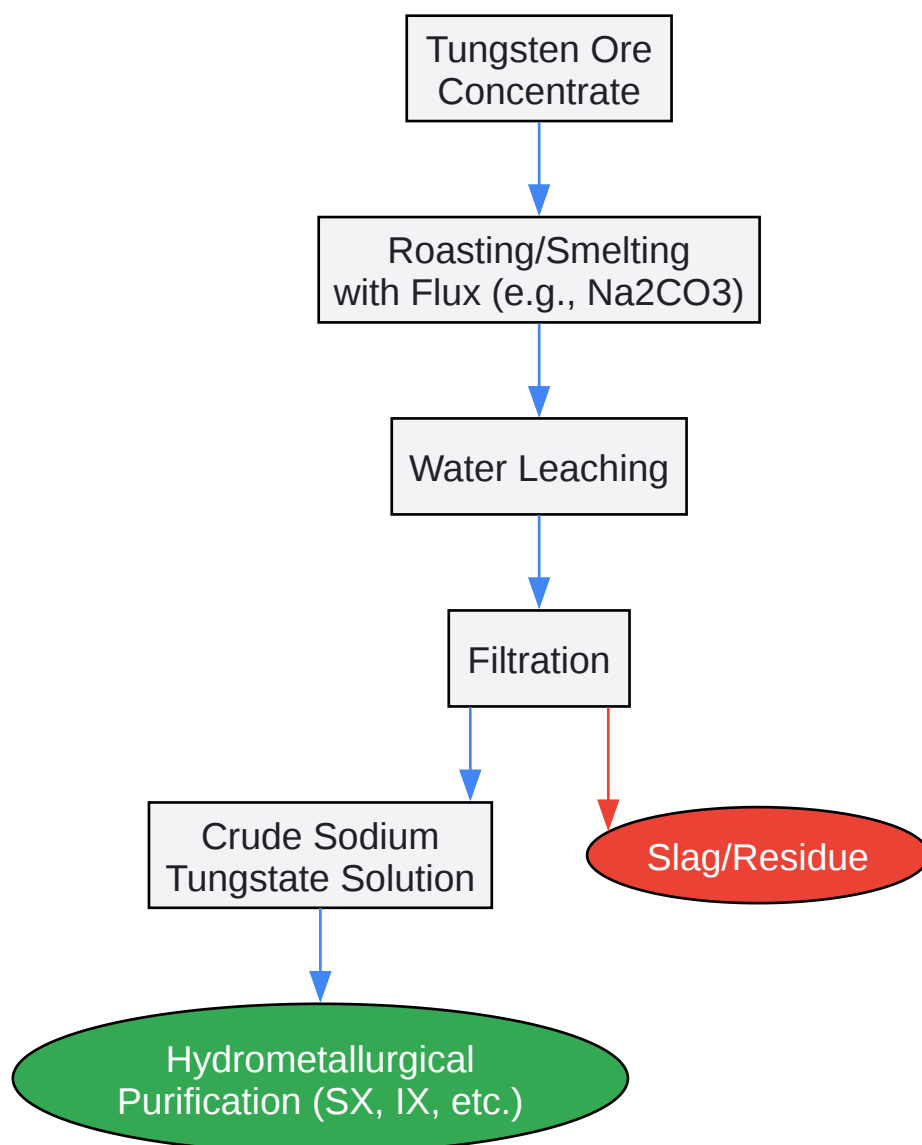 Tungsten Ore
Concentrate
Roasting/Smelting
with Flux (e.g., Na2CO3)
Water Leaching
Filtration
Crude Sodium
Tungstate Solution
Slag/Residue
Hydrometallurgical
Purification (SX, IX, etc.)